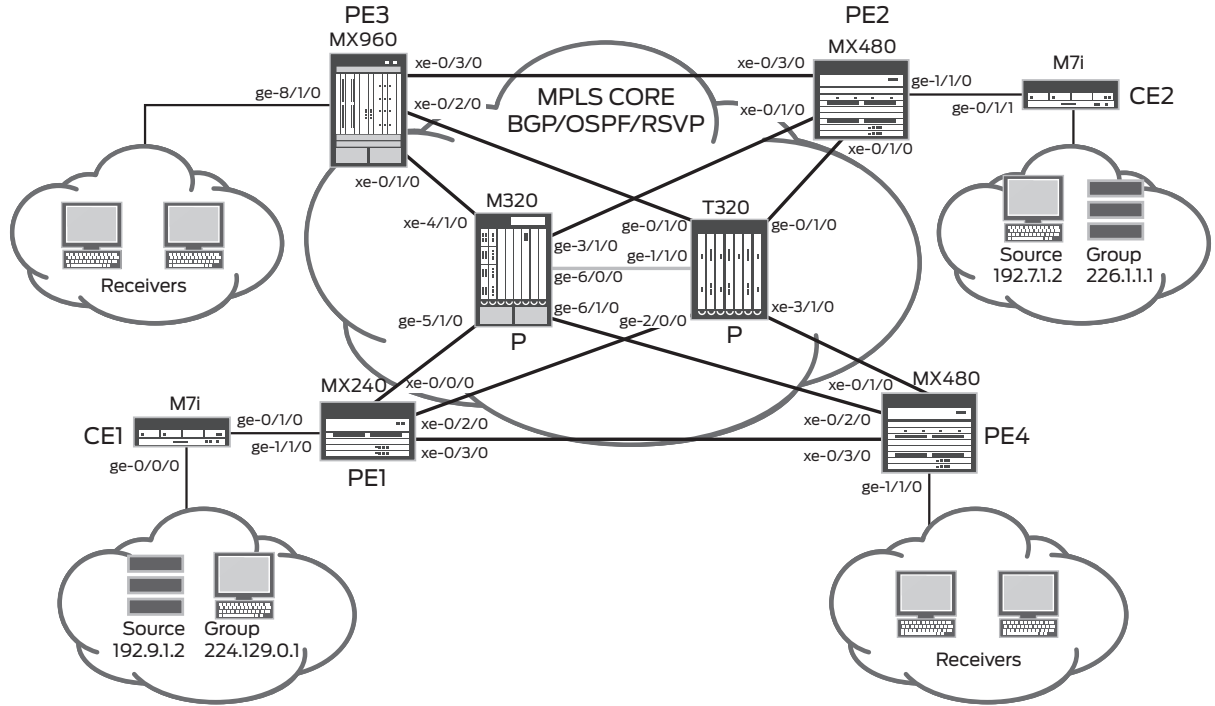 PE3
MX960
PE2
MX480
xe-0/3/0
xe-0/3/0
M7i
ge-8/1/0
ge-1/1/0
ge-0/1/1
CE2
xe-0/2/0
MPLS CORE
BGP/OSPF/RSVP
xe-0/1/0
xe-0/1/0
xe-0/1/0
M320
T320
xe-4/1/0
ge-3/1/0
ge-0/1/0
ge-0/1/0
ge-1/1/0
ge-6/0/0
Source
192.7.1.2
Group
226.1.1.1
Receivers
ge-6/1/0
ge-2/0/0
xe-3/1/0
ge-5/1/0
P
P
MX240
xe-0/0/0
xe-0/1/0
MX480
M7i
CE1
ge-0/1/0
ge-1/1/0
xe-0/2/0
xe-0/2/0
PE4
xe-0/3/0
xe-0/3/0
ge-0/0/0
PE1
ge-1/1/0
Source
192.9.1.2
Group
224.129.0.1
Receivers